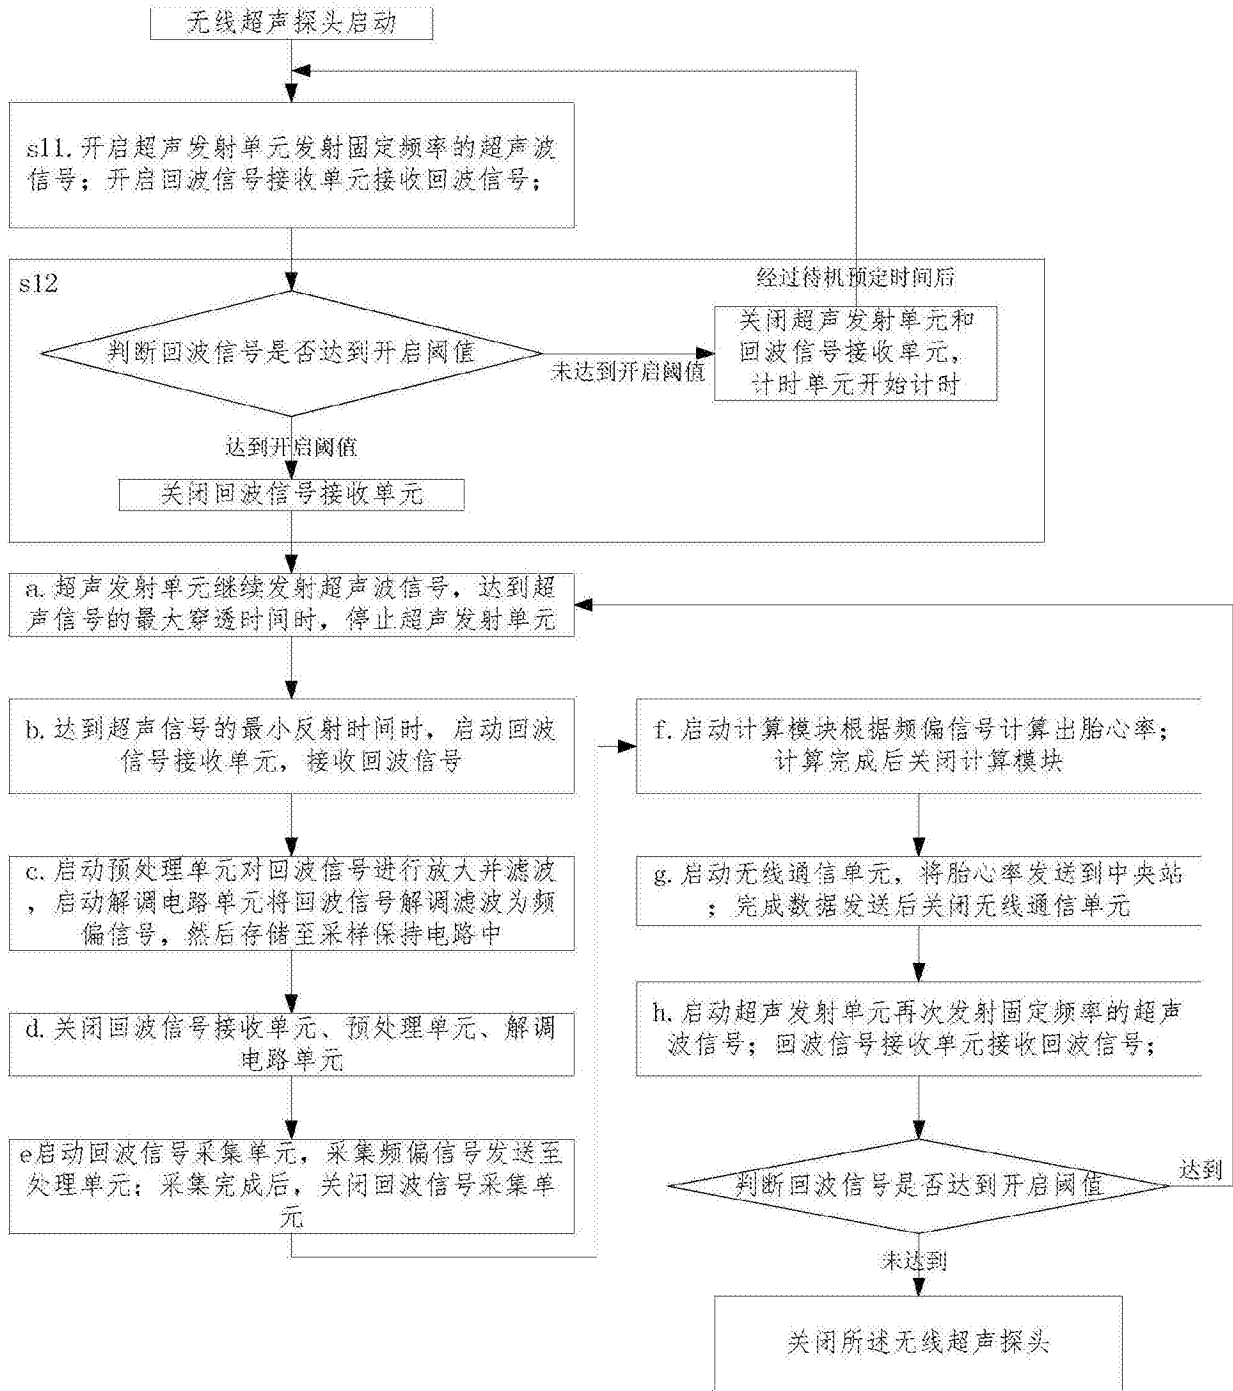 无线超声探头启动
s11.开启超声发射单元发射固定频率的超声波
信号；开启回波信号接收单元接收回波信号；
s12
经过待机预定时间后
判断回波信号是否达到开启阈值
未达到开启阈值
关闭超声发射单元和
回波信号接收单元，
计时单元开始计时
达到开启阈值
关闭回波信号接收单元
a.超声发射单元继续发射超声波信号，达到超
声信号的最大穿透时间时，停止超声发射单元
b.达到超声信号的最小反射时间时，启动回波
信号接收单元，接收回波信号
c.启动预处理单元对回波信号进行放大并滤波
，启动解调电路单元将回波信号解调滤波为频
偏信号，然后存储至采样保持电路中
d.关闭回波信号接收单元、预处理单元、解调
电路单元
e启动回波信号采集单元，采集频偏信号发送至
处理单元；采集完成后，关闭回波信号采集单
元
f.启动计算模块根据频偏信号计算出胎心率；
计算完成后关闭计算模块
g.启动无线通信单元，将胎心率发送到中央站
；完成数据发送后关闭无线通信单元
h.启动超声发射单元再次发射固定频率的超声
波信号；回波信号接收单元接收回波信号；
判断回波信号是否达到开启阈值
达到
未达到
关闭所述无线超声探头